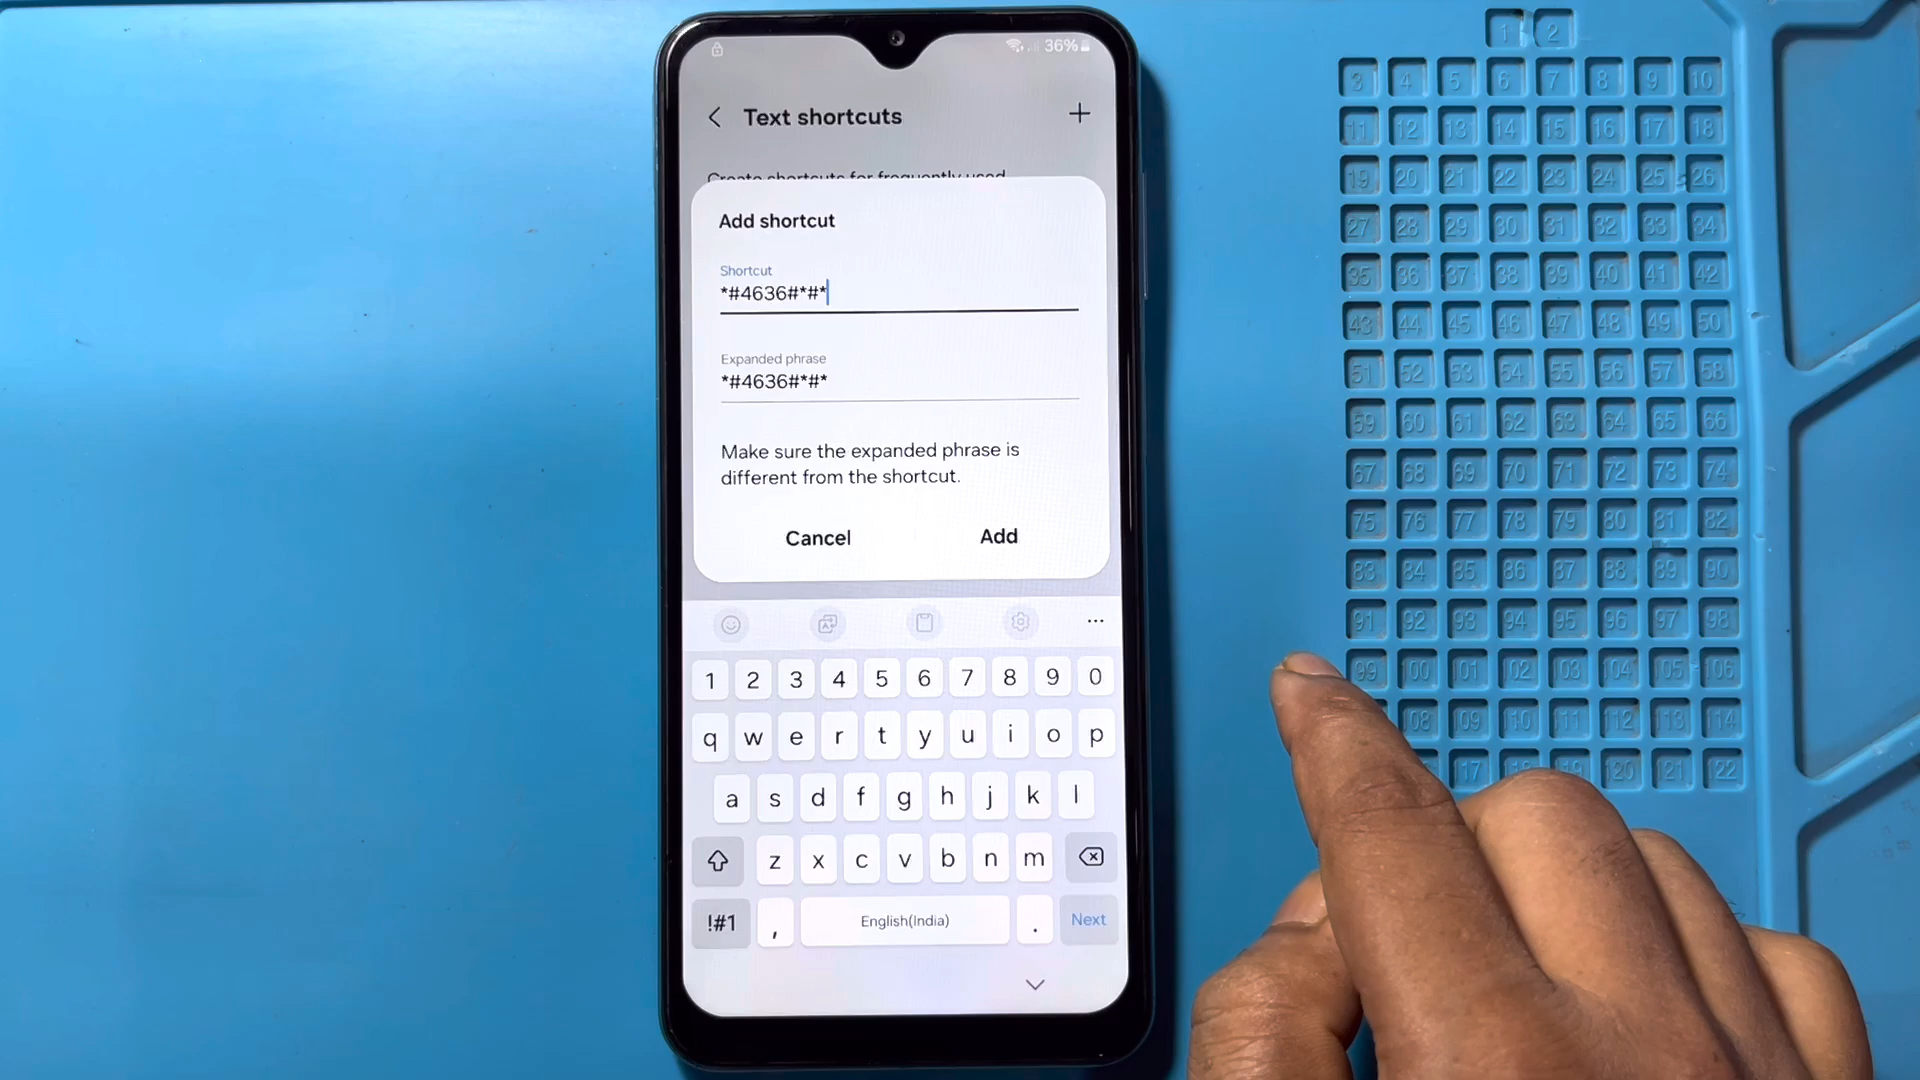 36%
Text shortcuts
+
Create shortcuts for frequently used
Add shortcut
Shortcut
*#4636#*#*
Expanded phrase
*#4636#*#*
Make sure the expanded phrase is
different from the shortcut.
Cancel Add
1 2 3 4 5 6 7 8 9 0
q w e r t y u i o p
a s d f g h j k l
z x c v b n m
!#1 , English(India) . Next
1 2
3 4 5 6 7 8 9 10
11 12 13 14 15 16 17 18
19 20 21 22 23 24 25 26
27 28 29 30 31 32 33 34
35 36 37 38 39 40 41 42
43 44 45 46 47 48 49 50
51 52 53 54 55 56 57 58
59 60 61 62 63 64 65 66
67 68 69 70 71 72 73 74
75 76 77 78 79 80 81 82
83 84 85 86 87 88 89 90
91 92 93 94 95 96 97 98
99 100 101 102 103 104 105 106
108 109 110 111 112 113 114
117 118 119 120 121 122